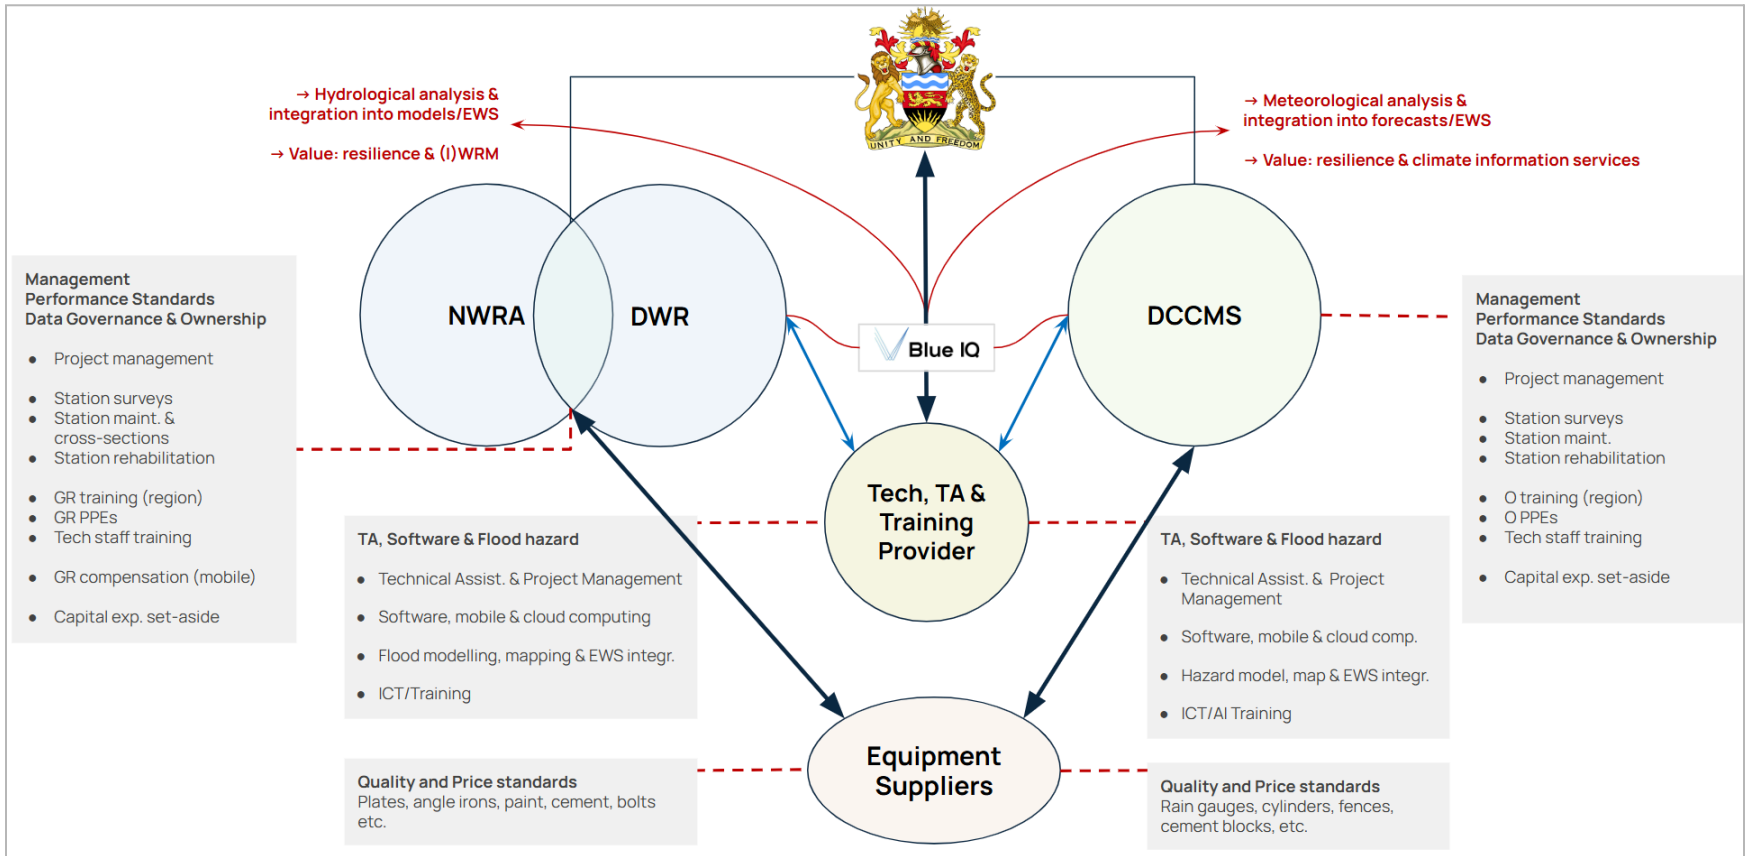 UNITY AND FREEDOM
→ Hydrological analysis &
integration into models/EWS
→ Value: resilience & (I)WRM
→ Meteorological analysis &
integration into forecasts/EWS
→ Value: resilience & climate information services
NWRA
DWR
DCCMS
Blue IQ
Management
Performance Standards
Data Governance & Ownership
● Project management
● Station surveys
● Station maint. &
cross-sections
● Station rehabilitation
● GR training (region)
● GR PPEs
● Tech staff training
● GR compensation (mobile)
● Capital exp. set-aside
Management
Performance Standards
Data Governance & Ownership
● Project management
● Station surveys
● Station maint.
● Station rehabilitation
● O training (region)
● O PPEs
● Tech staff training
● Capital exp. set-aside
Tech, TA &
Training
Provider
TA, Software & Flood hazard
● Technical Assist. & Project Management
● Software, mobile & cloud computing
● Flood modelling, mapping & EWS integr.
● ICT/Training
TA, Software & Flood hazard
● Technical Assist. & Project
Management
● Software, mobile & cloud comp.
● Hazard model, map & EWS integr.
● ICT/AI Training
Equipment
Suppliers
Quality and Price standards
Plates, angle irons, paint, cement, bolts
etc.
Quality and Price standards
Rain gauges, cylinders, fences,
cement blocks, etc.